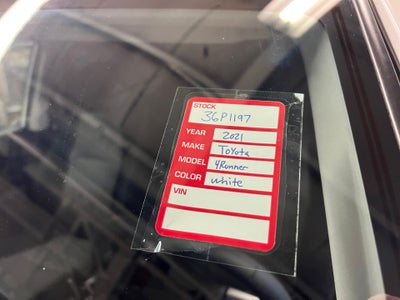 STOCK
36P1197
YEAR 2021
MAKE Toyota
MODEL 4Runner
COLOR white
VIN